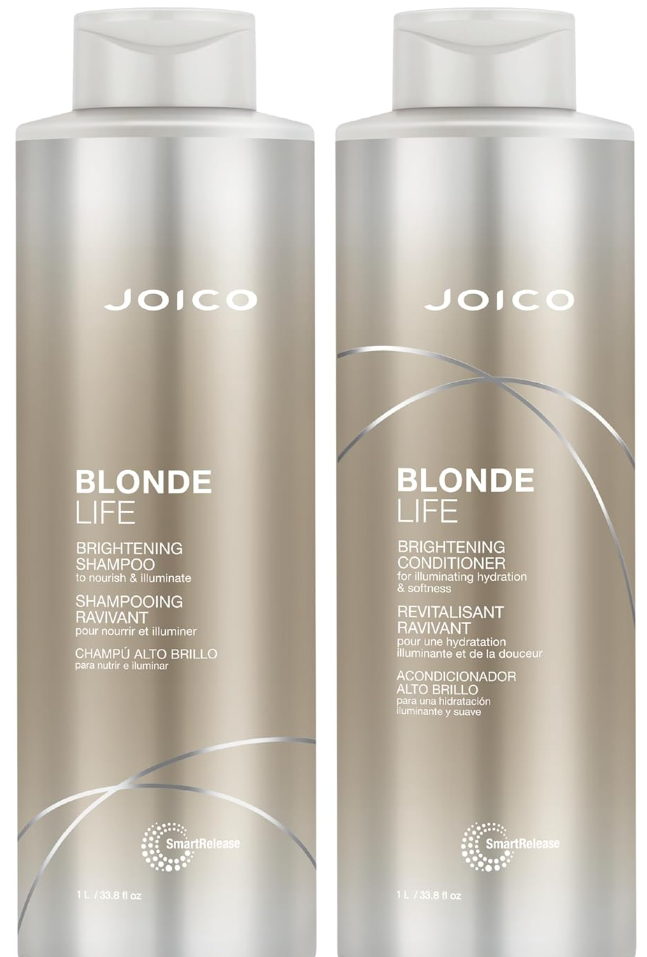 JOICO
BLONDE
LIFE
BRIGHTENING
SHAMPOO
to nourish & illuminate
SHAMPOOING
RAVIVANT
pour nourrir et illuminer
CHAMPÚ ALTO BRILLO
para nutrir e iluminar
SmartRelease
1 L / 33.8 fl oz
JOICO
BLONDE
LIFE
BRIGHTENING
CONDITIONER
for illuminating hydration
& softness
REVITALISANT
RAVIVANT
pour une hydratation
illuminante et de la douceur
ACONDICIONADOR
ALTO BRILLO
para una hidratación
iluminante y suave
SmartRelease
1 L / 33.8 fl oz